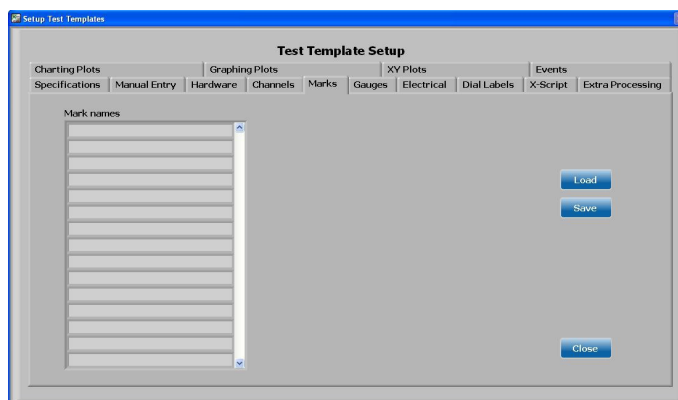 Setup Test Templates
Test Template Setup
Charting Plots Graphing Plots XY Plots Events
Specifications Manual Entry Hardware Channels Marks Gauges Electrical Dial Labels X-Script Extra Processing
Mark names
Load
Save
Close